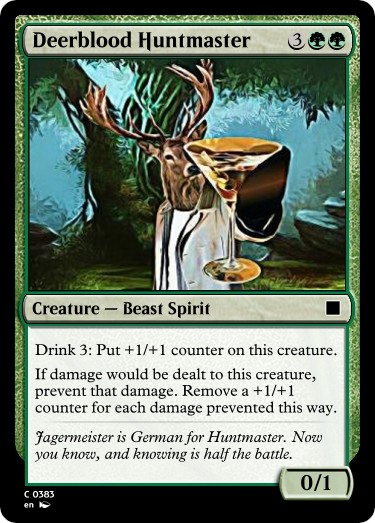 Deerblood Huntmaster 3
Creature — Beast Spirit
Drink 3: Put +1/+1 counter on this creature.
If damage would be dealt to this creature,
prevent that damage. Remove a +1/+1
counter for each damage prevented this way.
Jagermeister is German for Huntmaster. Now
you know, and knowing is half the battle.
0/1
C 0383
en